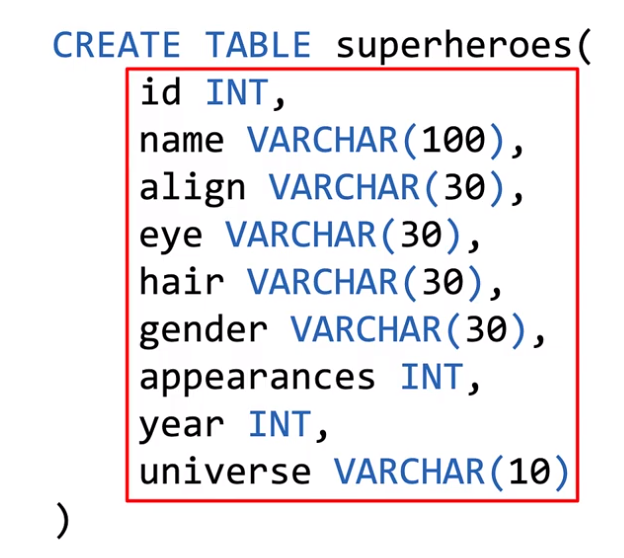 CREATE TABLE superheroes(
id INT,
name VARCHAR(100),
align VARCHAR(30),
eye VARCHAR(30),
hair VARCHAR(30),
gender VARCHAR(30),
appearances INT,
year INT,
universe VARCHAR(10)
)